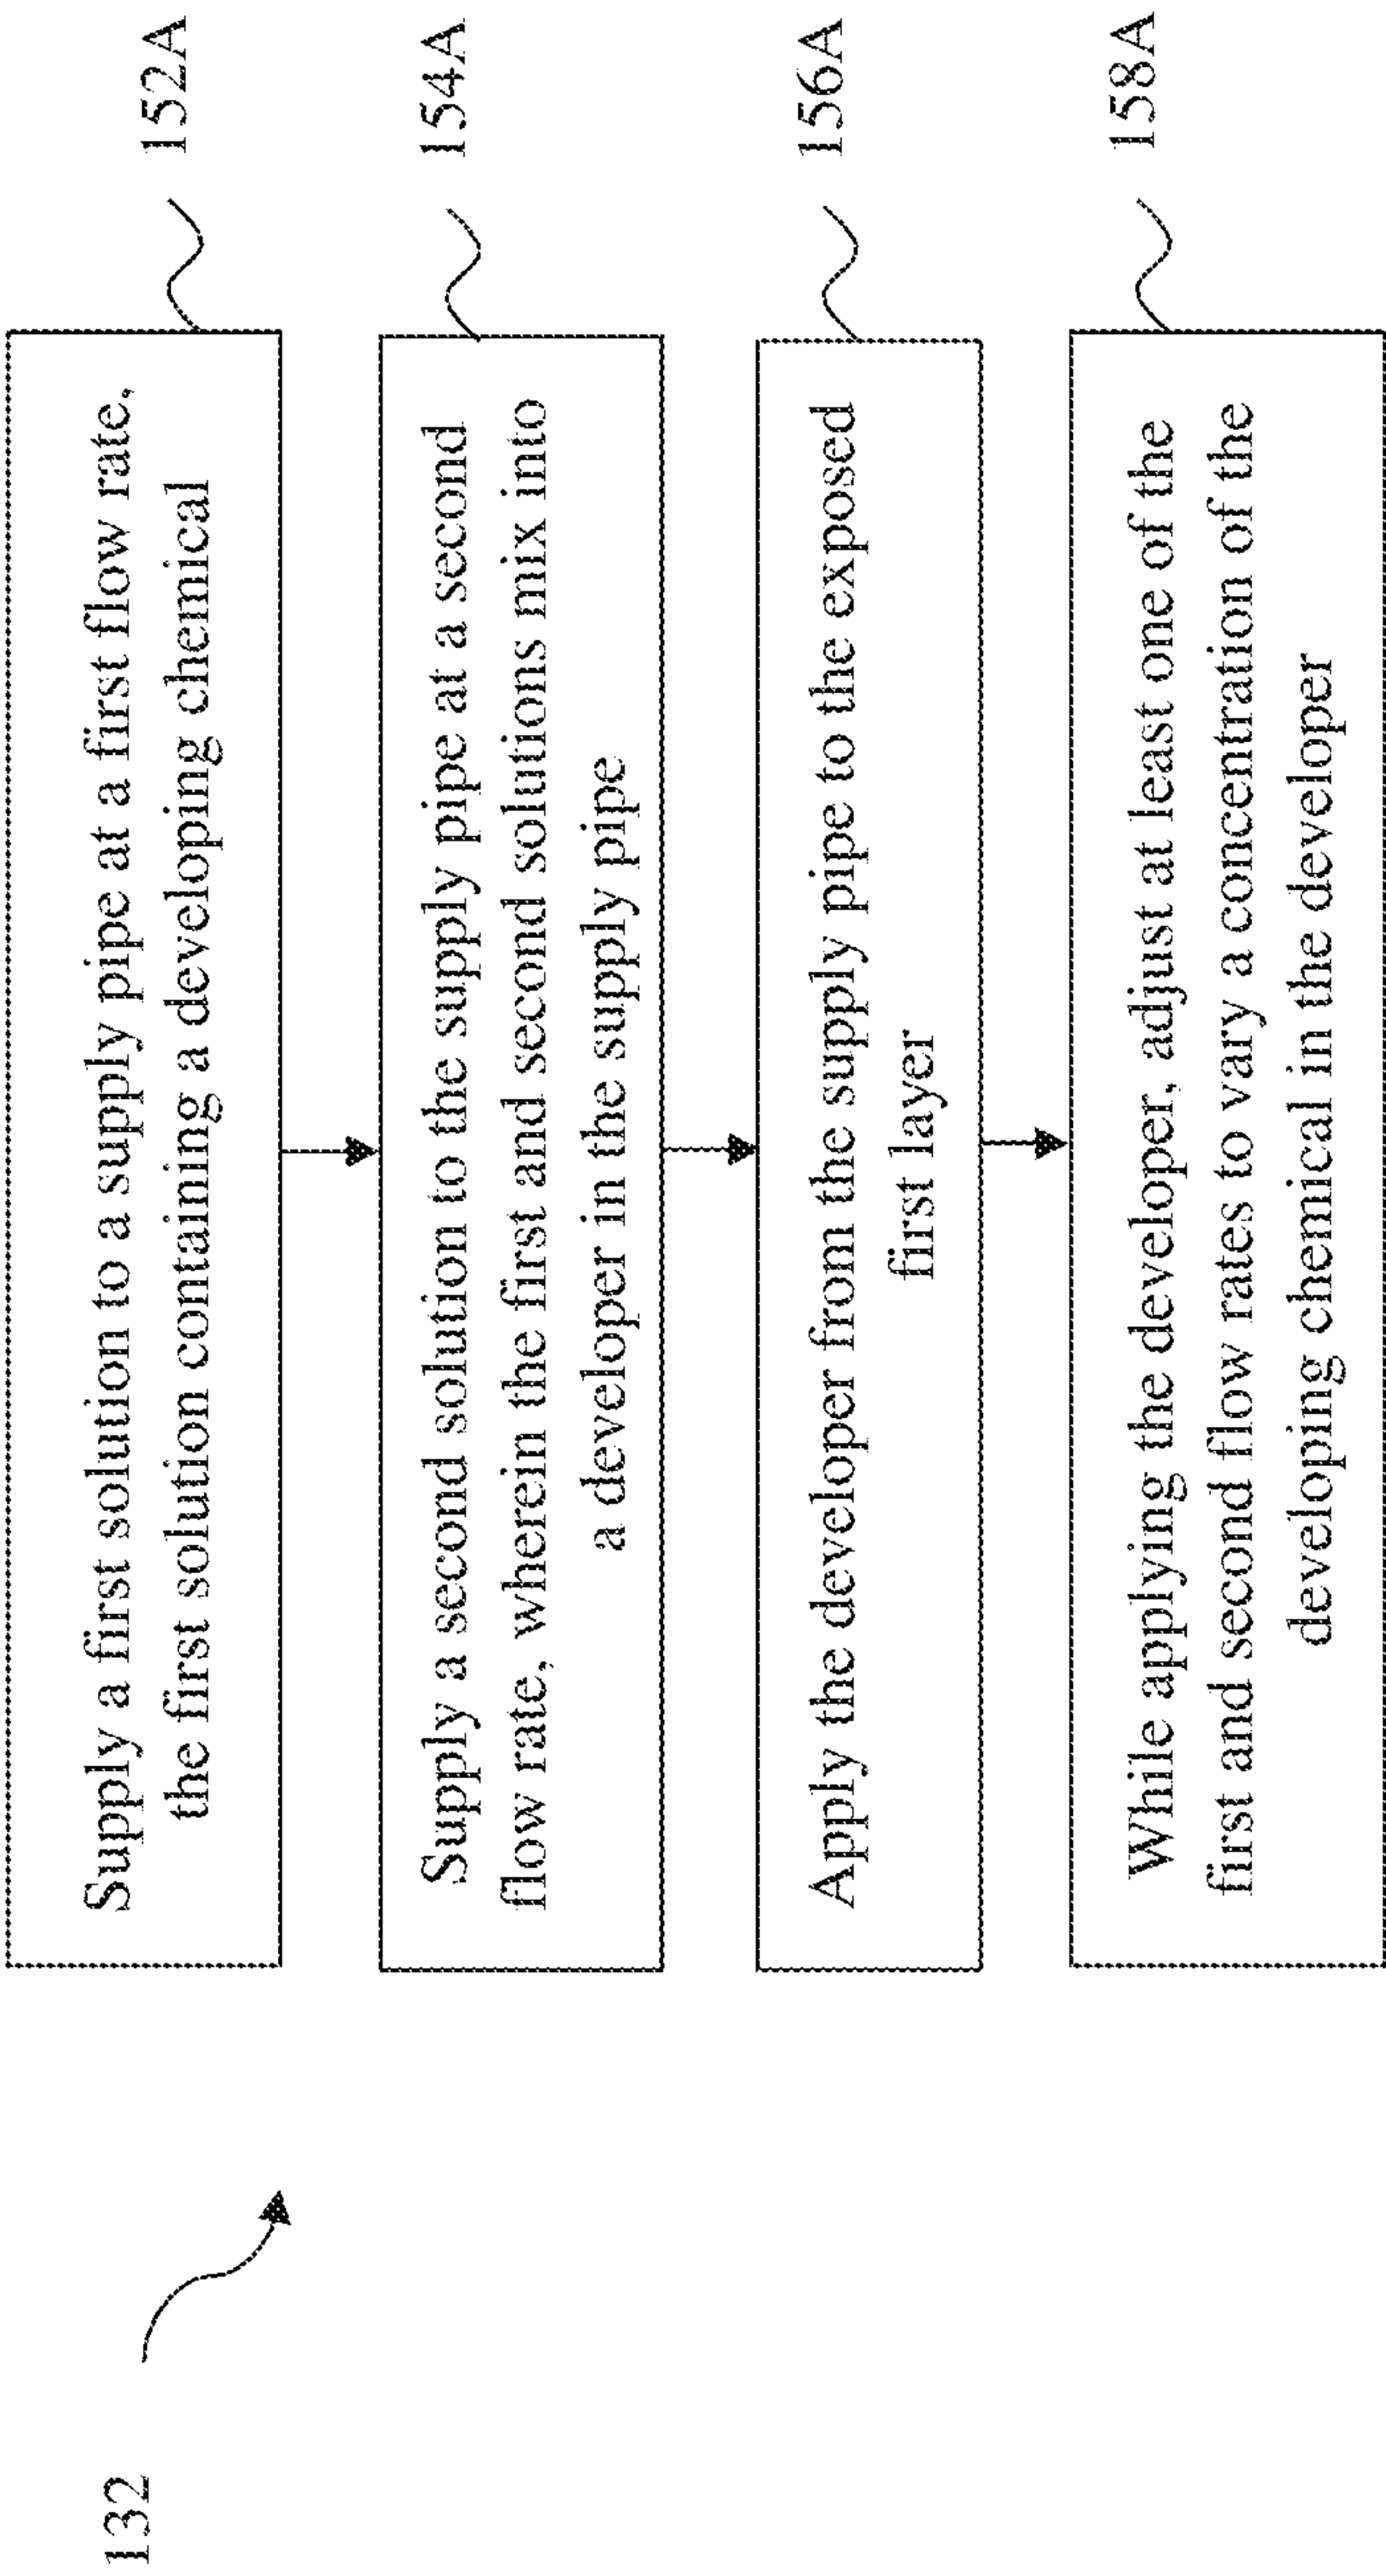 132
Supply a first solution to a supply pipe at a first flow rate,
the first solution containing a developing chemical
152A
Supply a second solution to the supply pipe at a second
flow rate, wherein the first and second solutions mix into
a developer in the supply pipe
154A
Apply the developer from the supply pipe to the exposed
first layer
156A
While applying the developer, adjust at least one of the
first and second flow rates to vary a concentration of the
developing chemical in the developer
158A